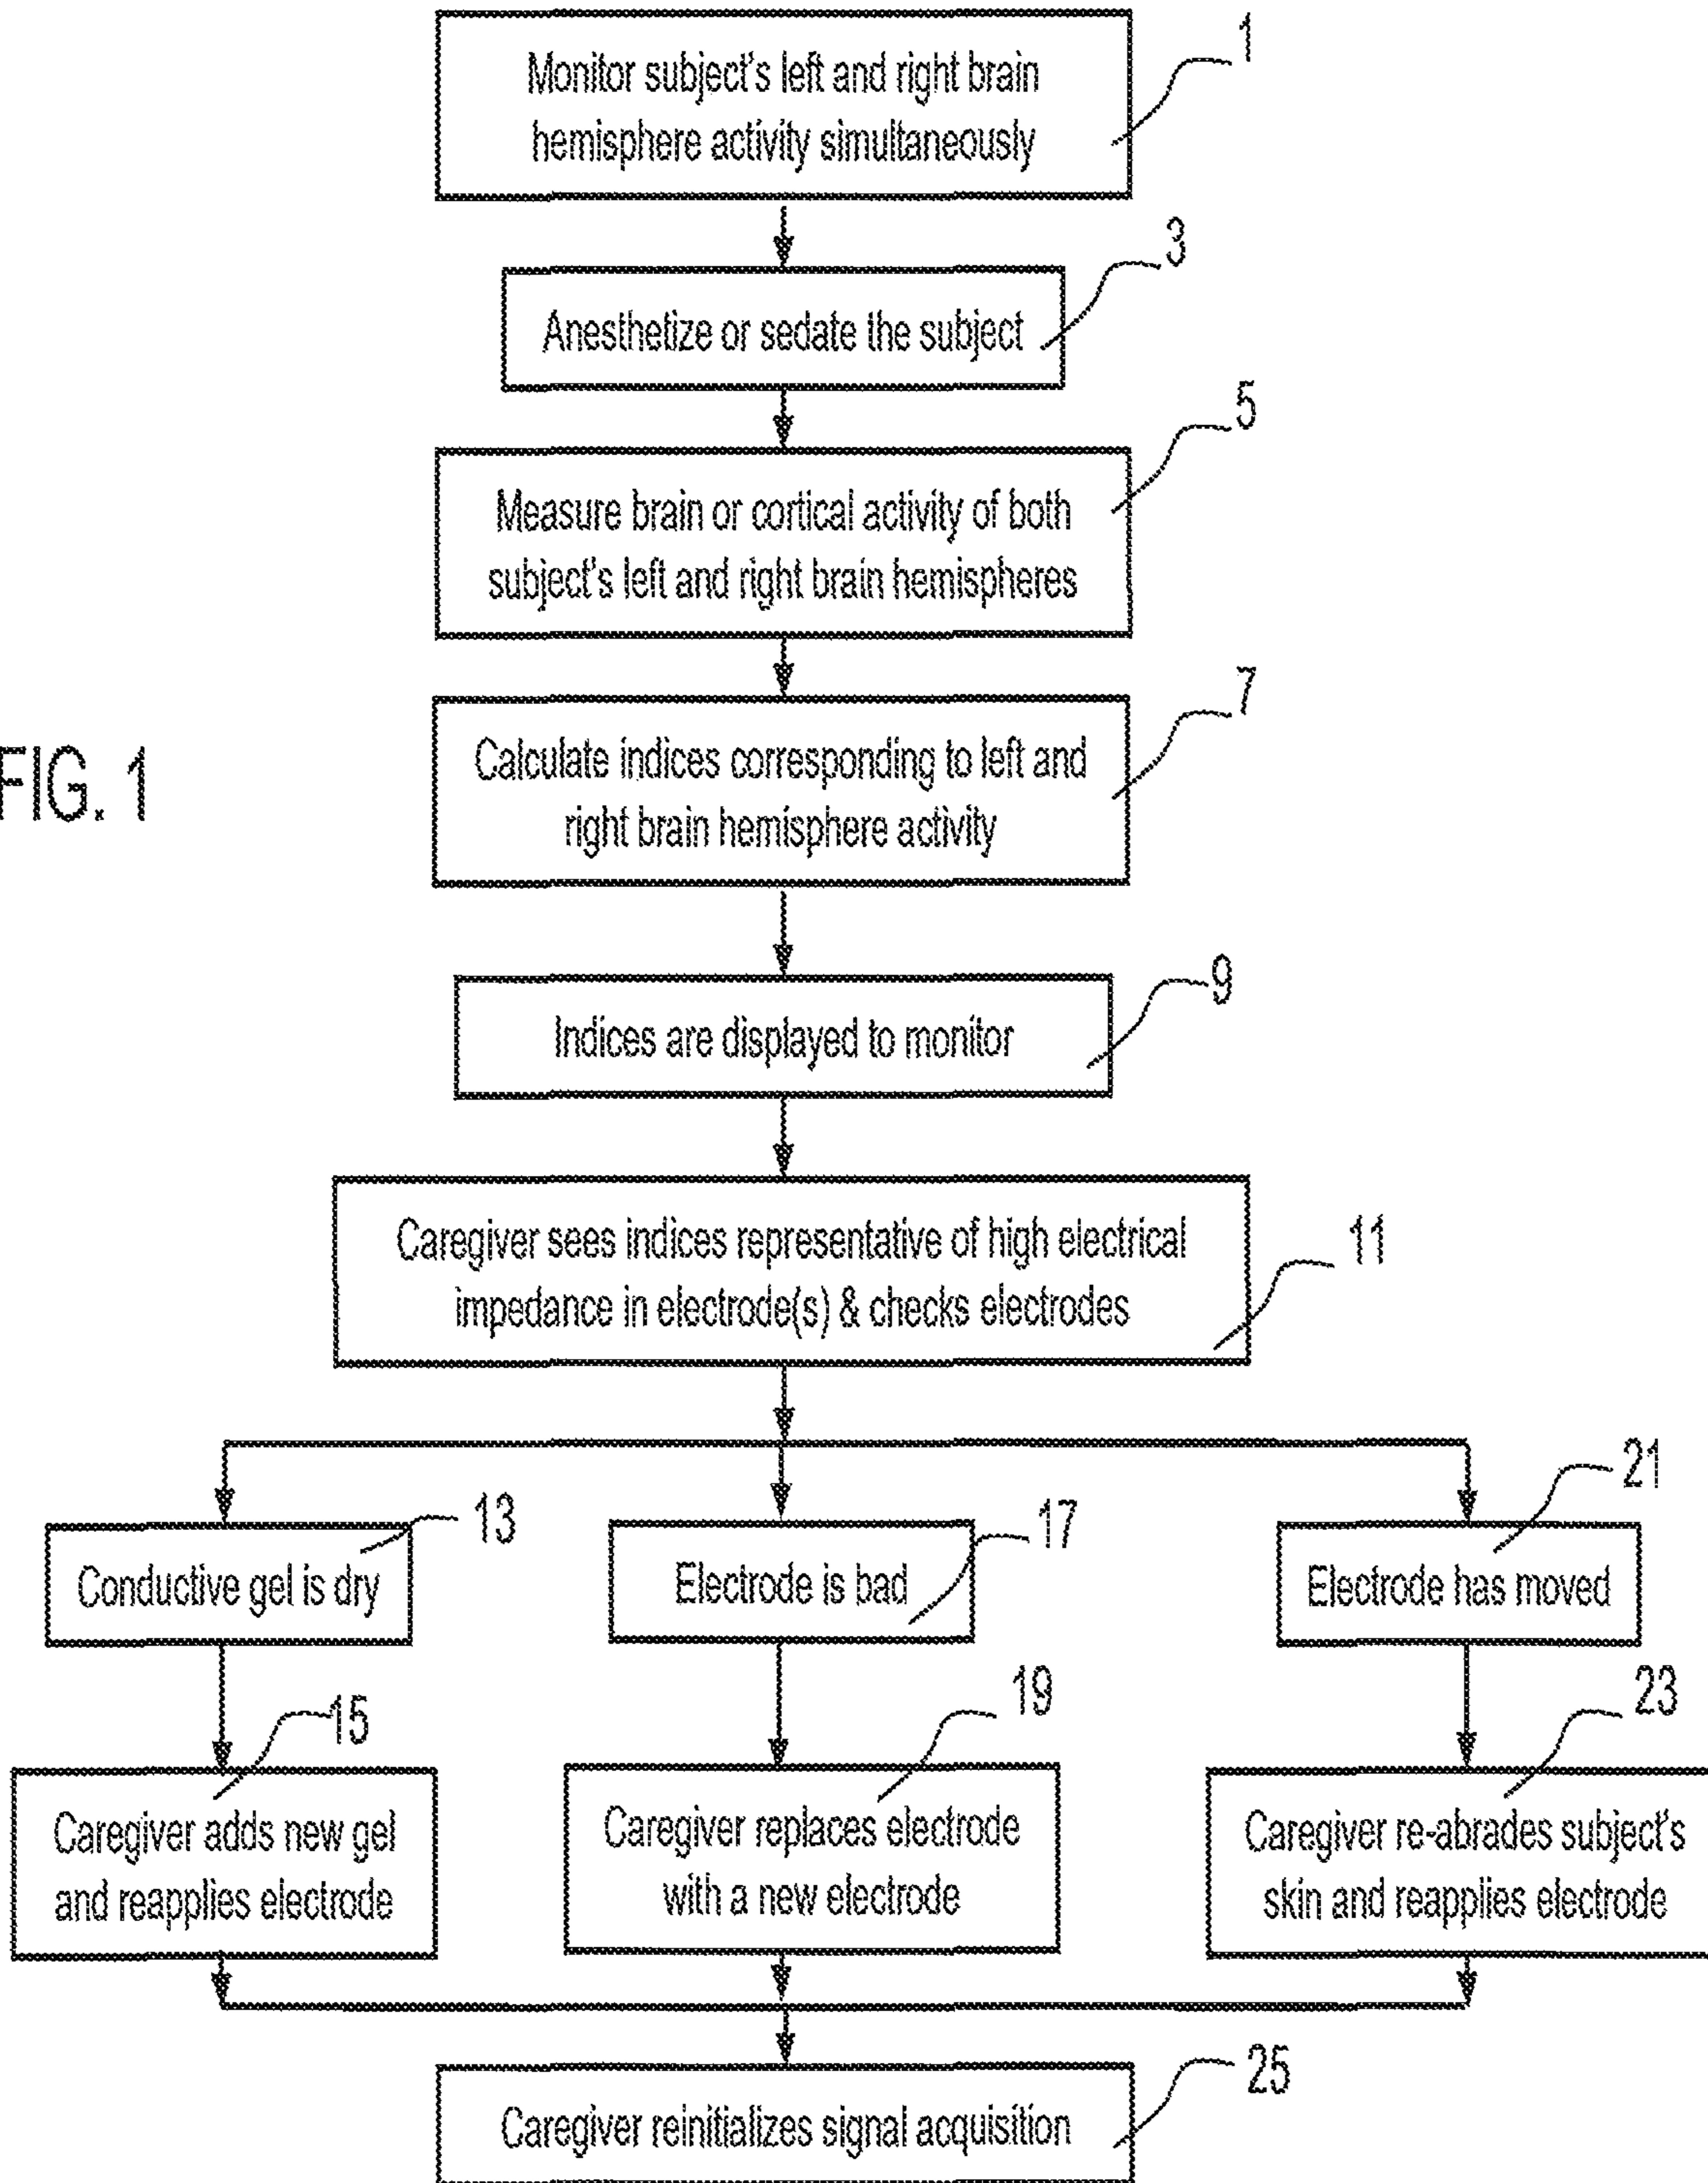 Monitor subject's left and right brain
hemisphere activity simultaneously
1
Anesthetize or sedate the subject
3
Measure brain or cortical activity of both
subject's left and right brain hemispheres
5
FIG. 1
Calculate indices corresponding to left and
right brain hemisphere activity
7
Indices are displayed to monitor
9
Caregiver sees indices representative of high electrical
impedance in electrode(s) & checks electrodes
11
Conductive gel is dry
13
Electrode is bad
17
Electrode has moved
21
Caregiver adds new gel
and reapplies electrode
15
Caregiver replaces electrode
with a new electrode
19
Caregiver re-abrades subject's
skin and reapplies electrode
23
Caregiver reinitializes signal acquisition
25